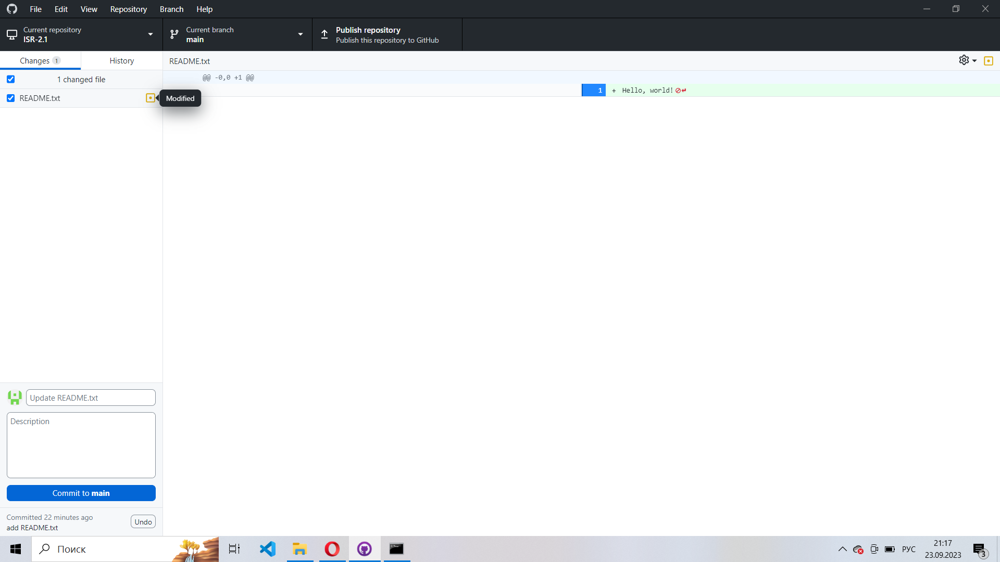 File Edit View Repository Branch Help
Current repository
ISR-2.1
Current branch
main
Publish repository
Publish this repository to GitHub
Changes 1
History
README.txt
1 changed file
@@ -0,0 +1 @@
README.txt
Modified
1 + Hello, world!
Update README.txt
Description
Commit to main
Committed 22 minutes ago
add README.txt
Undo
Поиск
РУС
21:17
23.09.2023
3